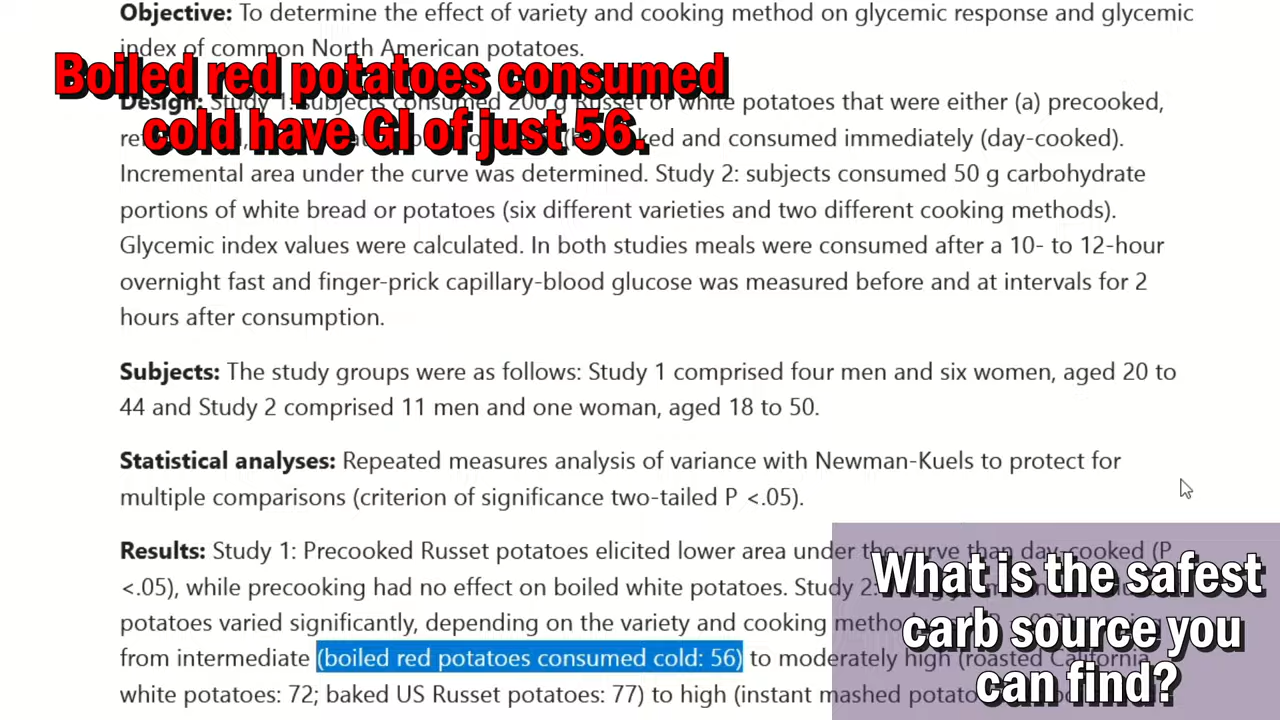 Objective: To determine the effect of variety and cooking method on glycemic response and glycemic
index of common North American potatoes.
Boiled red potatoes consumed
cold have GI of just 56.
Design: Study 1: subjects consumed 200 g Russet or white potatoes that were either (a) precooked,
and consumed immediately (day-cooked).
Incremental area under the curve was determined. Study 2: subjects consumed 50 g carbohydrate
portions of white bread or potatoes (six different varieties and two different cooking methods).
Glycemic index values were calculated. In both studies meals were consumed after a 10- to 12-hour
overnight fast and finger-prick capillary-blood glucose was measured before and at intervals for 2
hours after consumption.
Subjects: The study groups were as follows: Study 1 comprised four men and six women, aged 20 to
44 and Study 2 comprised 11 men and one woman, aged 18 to 50.
Statistical analyses: Repeated measures analysis of variance with Newman-Kuels to protect for
multiple comparisons (criterion of significance two-tailed P <.05).
Results: Study 1: Precooked Russet potatoes elicited lower area under the curve than day-cooked (P
<.05), while precooking had no effect on boiled white potatoes. Study 2:
potatoes varied significantly, depending on the variety and cooking
from intermediate (boiled red potatoes consumed cold: 56) to moderately high (roasted California
white potatoes: 72; baked US Russet potatoes: 77) to high (instant mashed
What is the safest
carb source you
can find?